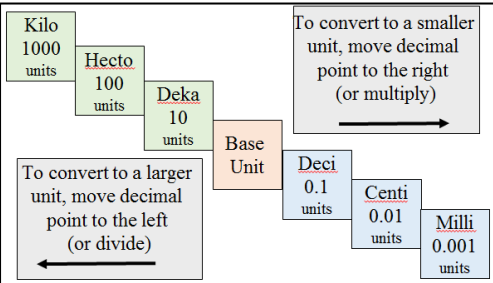 Kilo
1000
units
Hecto
100
units
Deka
10
units
Base
Unit
Deci
0.1
units
Centi
0.01
units
Milli
0.001
units
To convert to a smaller
unit, move decimal
point to the right
(or multiply)
To convert to a larger
unit, move decimal
point to the left
(or divide)